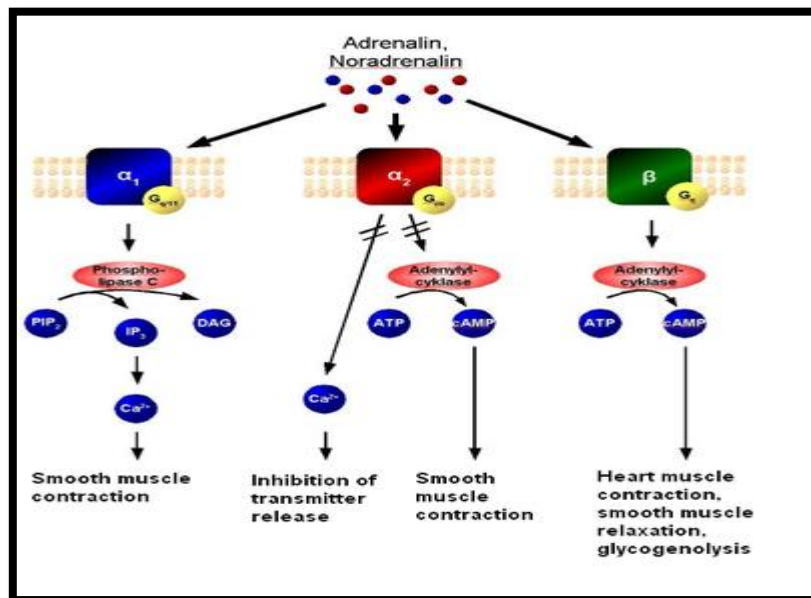 Adrenalin,
Noradrenalin
α₁
G
α₂
G
β
Gₛ
Phospho-
lipase C
Adenylyl-
cyklase
Adenylyl-
cyklase
PIP₂
IP₃
DAG
ATP
cAMP
ATP
cAMP
Ca²⁺
Ca²⁺
Smooth muscle
contraction
Inhibition of
transmitter
release
Smooth
muscle
contraction
Heart muscle
contraction,
smooth muscle
relaxation,
glycogenolysis